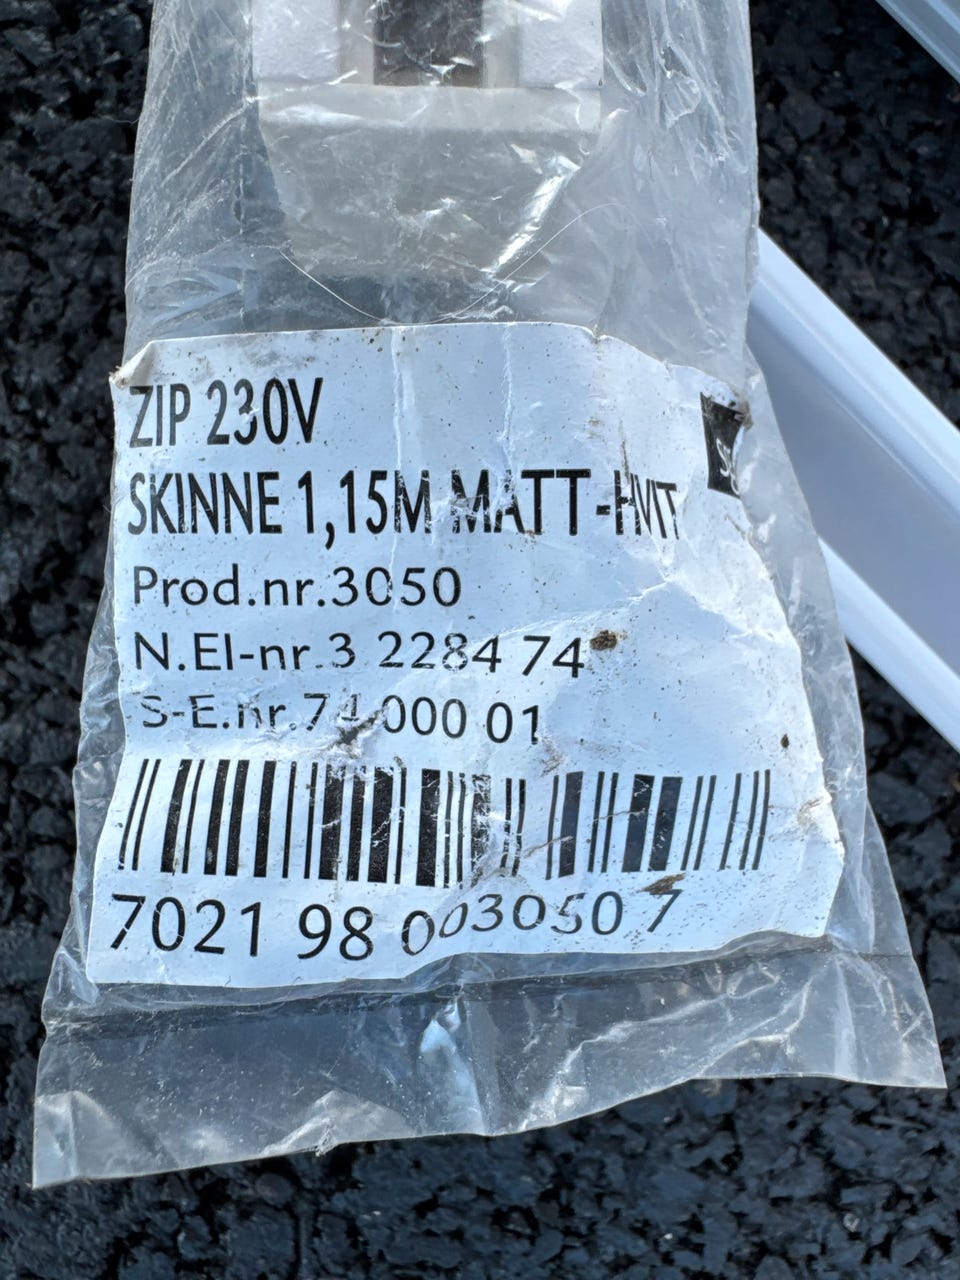 ZIP 230V
SKINNE 1,15M MATT-HVIT
Prod.nr.3050
N.El-nr.3 2284 74
S-E.nr.74 000 01
7021 98 003050 7